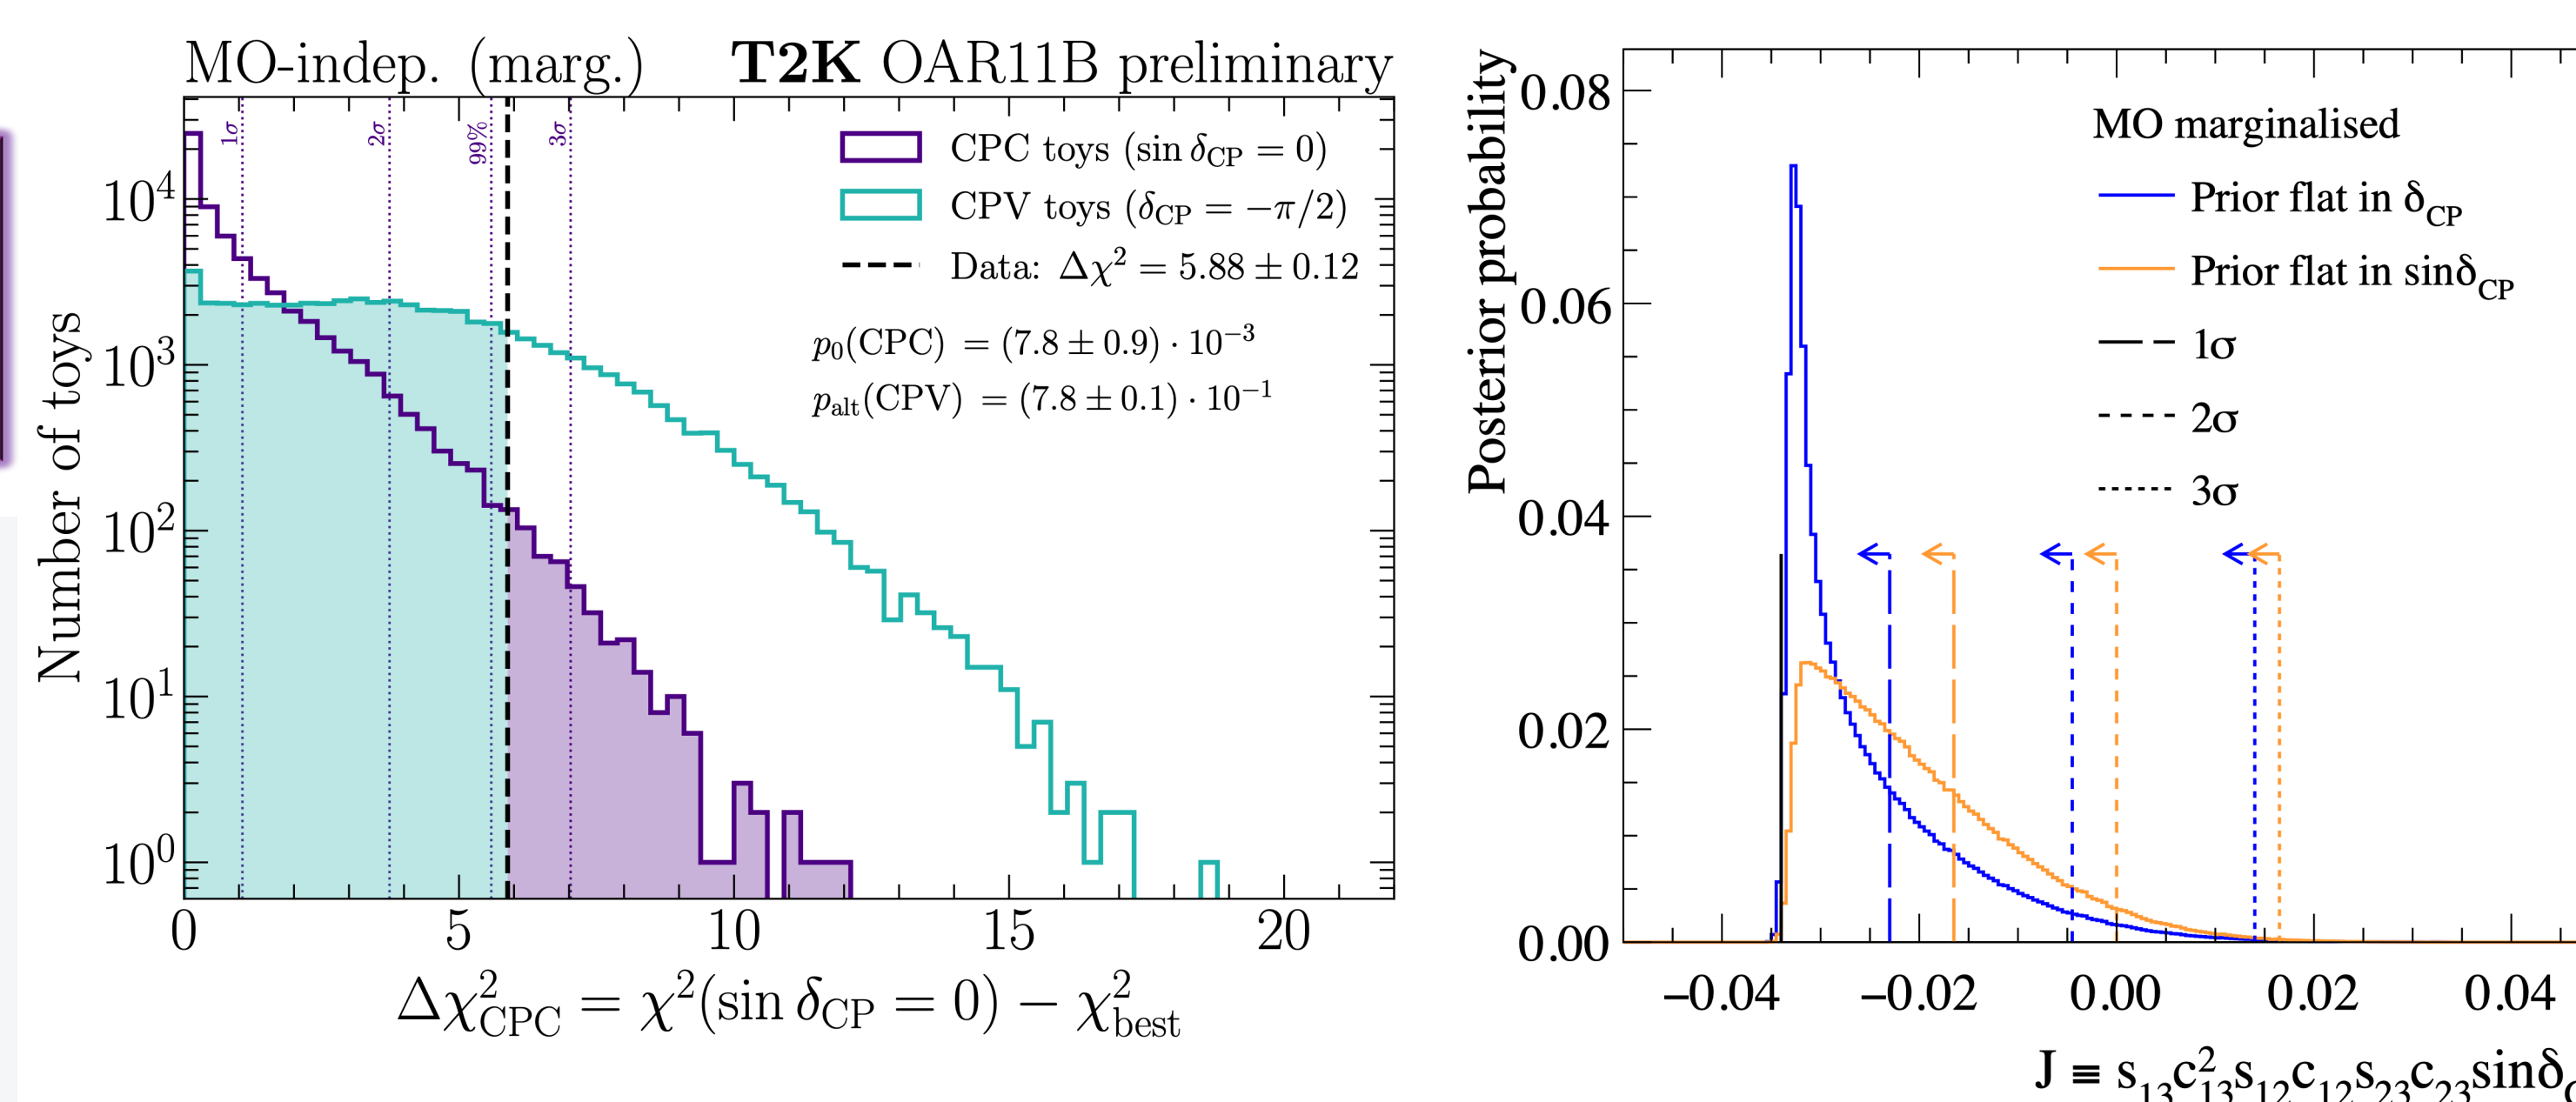 MO-indep. (marg.) T2K OAR11B preliminary
1σ 2σ 99% 3σ
CPC toys (sin δCP = 0)
CPV toys (δCP = −π/2)
Data: Δχ² = 5.88 ± 0.12
p₀(CPC) = (7.8 ± 0.9) · 10⁻³
palt(CPV) = (7.8 ± 0.1) · 10⁻¹
Number of toys
10⁴
10³
10²
10¹
10⁰
0 5 10 15 20
Δχ²CPC = χ²(sin δCP = 0) − χ²best
Posterior probability
0.08
0.06
0.04
0.02
0.00
MO marginalised
Prior flat in δCP
Prior flat in sinδCP
1σ
2σ
3σ
−0.04 −0.02 0.00 0.02 0.04
J ≡ s₁₃c²₁₃s₁₂c₁₂s₂₃c₂₃sinδ